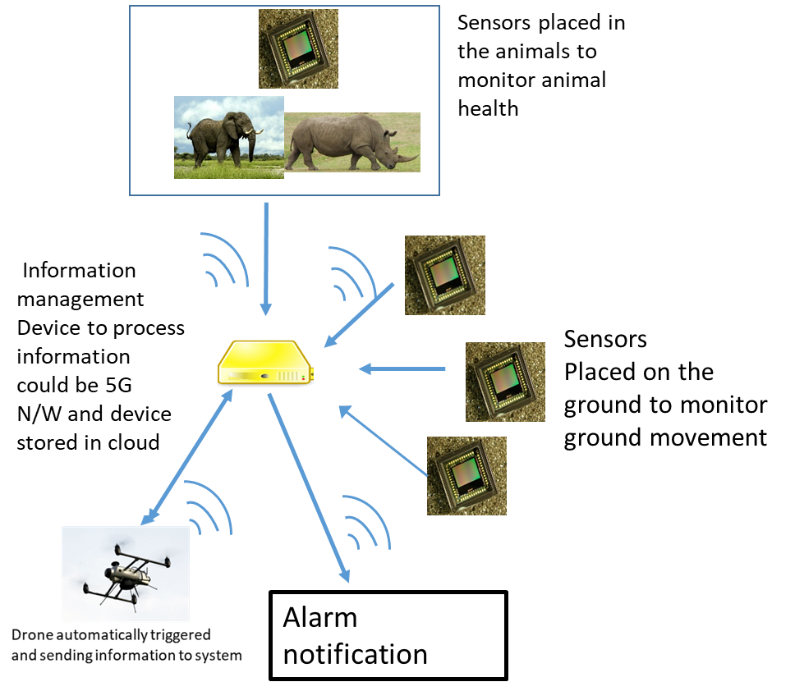 Sensors placed in
the animals to
monitor animal
health
Information
management
Device to process
information
could be 5G
N/W and device
stored in cloud
Sensors
Placed on the
ground to monitor
ground movement
Drone automatically triggered
and sending information to system
Alarm
notification